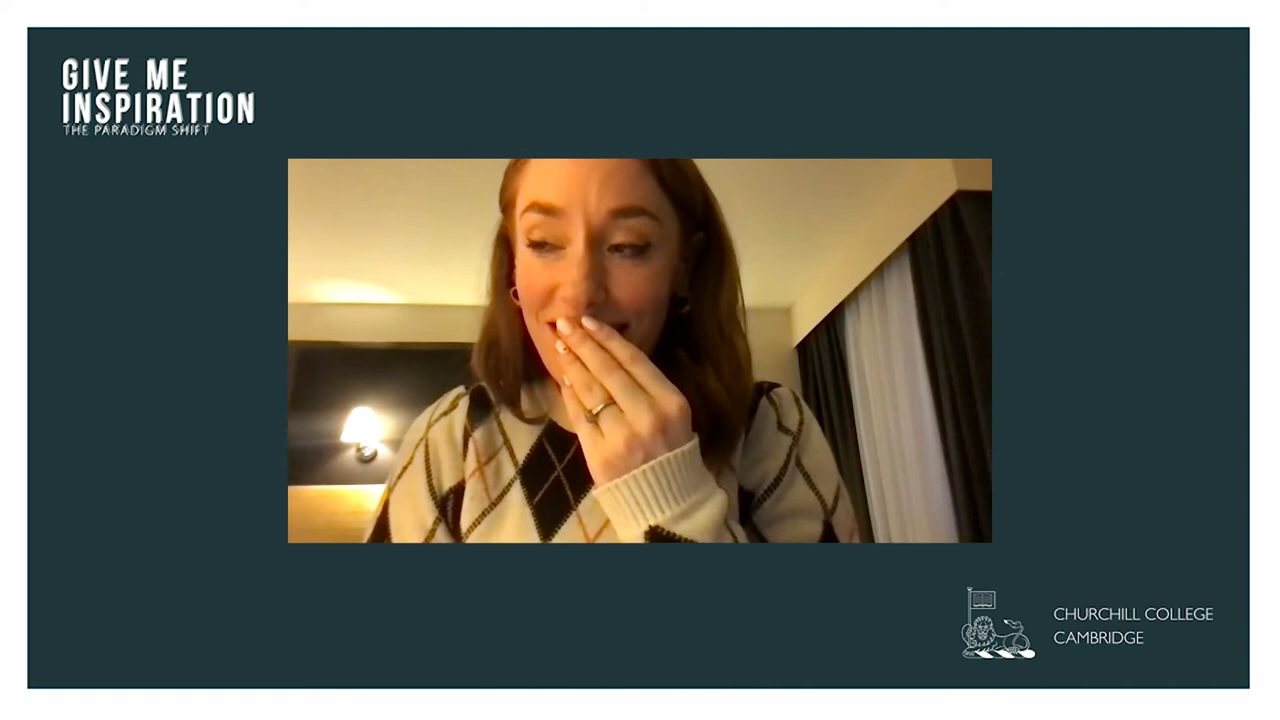 GIVE ME
INSPIRATION
THE PARADIGM SHIFT
CHURCHILL COLLEGE
CAMBRIDGE